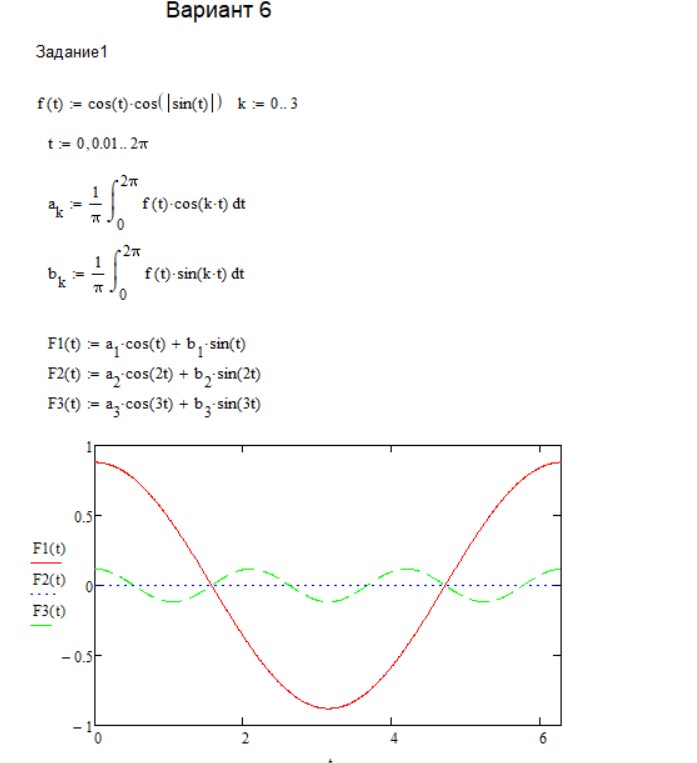 Вариант 6
Задание1
f(t) := cos(t)·cos(|sin(t)|) k := 0..3
t := 0,0.01..2π
a_k := 1/π ∫_0^2π f(t)·cos(k·t) dt
b_k := 1/π ∫_0^2π f(t)·sin(k·t) dt
F1(t) := a_1·cos(t) + b_1·sin(t)
F2(t) := a_2·cos(2t) + b_2·sin(2t)
F3(t) := a_3·cos(3t) + b_3·sin(3t)
1
0.5
F1(t)
F2(t)
0
F3(t)
−0.5
−1
0 2 4 6